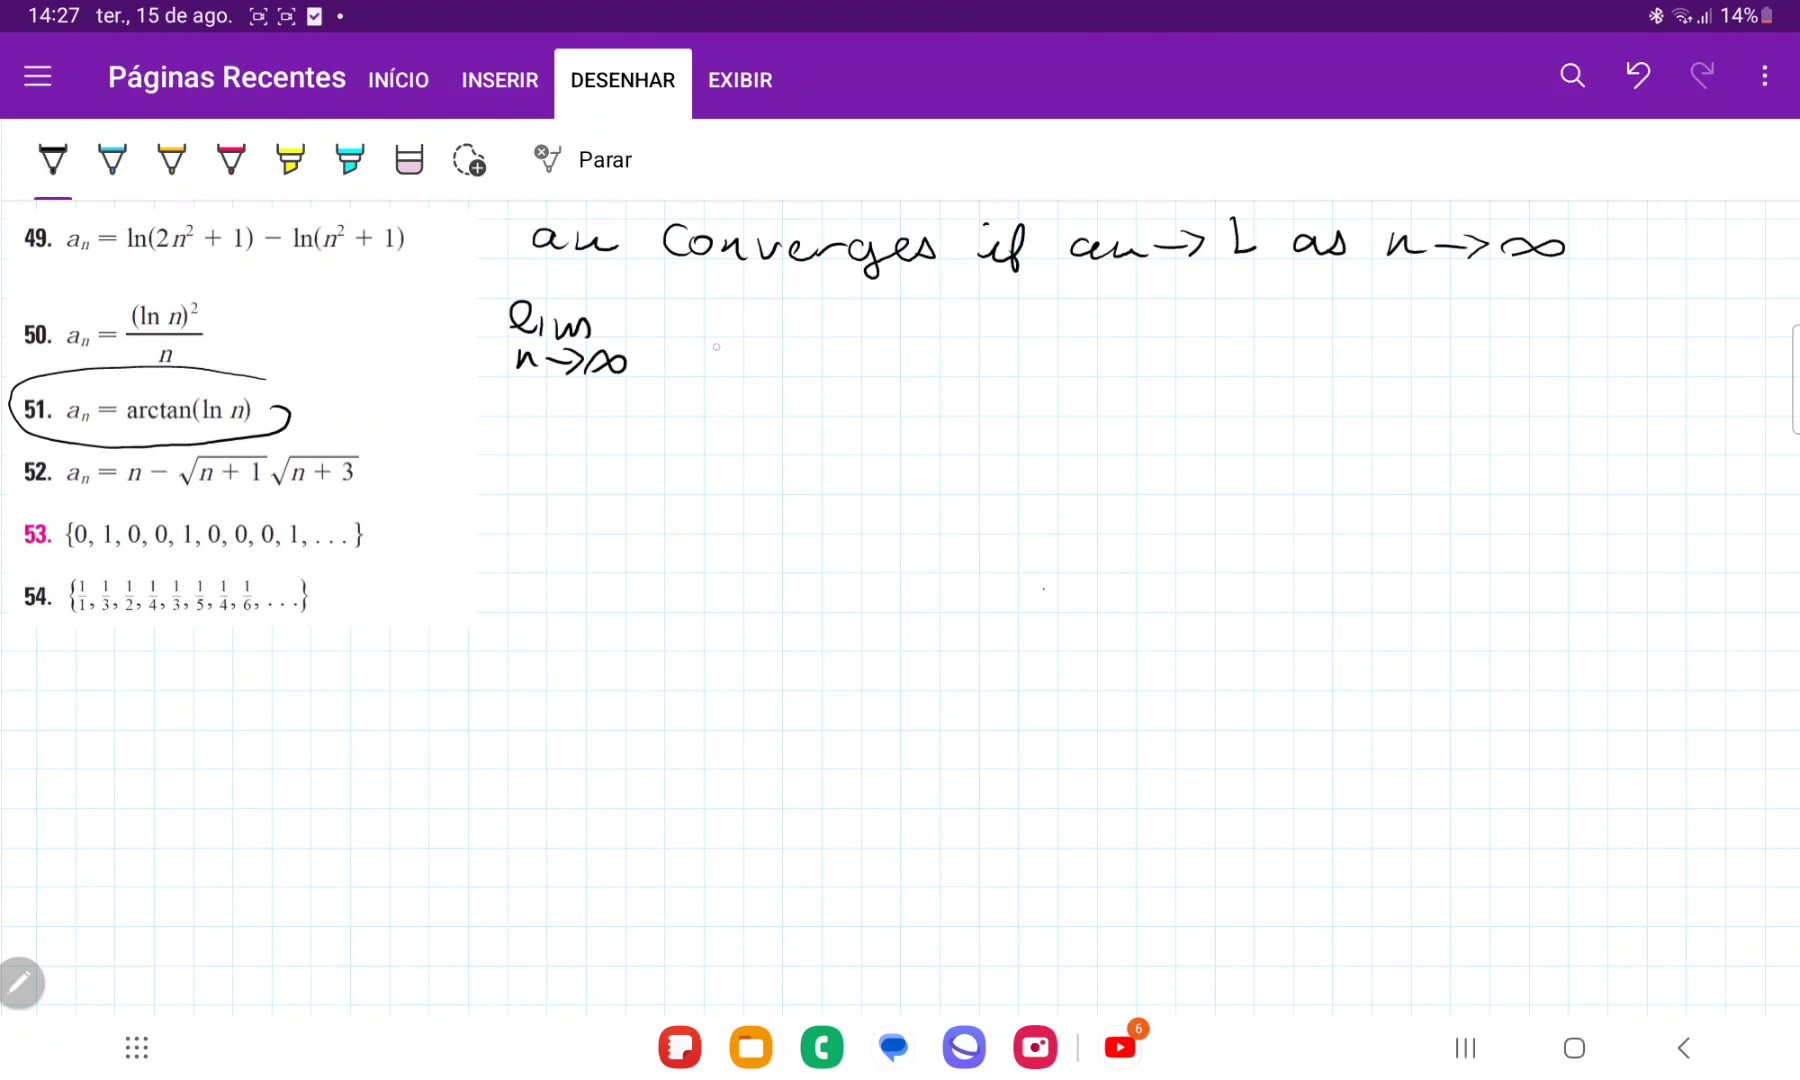 14:27 ter., 15 de ago. 14%
Páginas Recentes INÍCIO INSERIR DESENHAR EXIBIR
Parar
49. aₙ = ln(2n² + 1) − ln(n² + 1)
an converges if an → L as n → ∞
50. aₙ = (ln n)² / n
lim
n → ∞
51. aₙ = arctan(ln n)
52. aₙ = n − √n + 1 √n + 3
53. {0, 1, 0, 0, 1, 0, 0, 0, 1, . . . }
54. {1/1, 1/3, 1/2, 1/4, 1/3, 1/5, 1/4, 1/6, . . .}
6